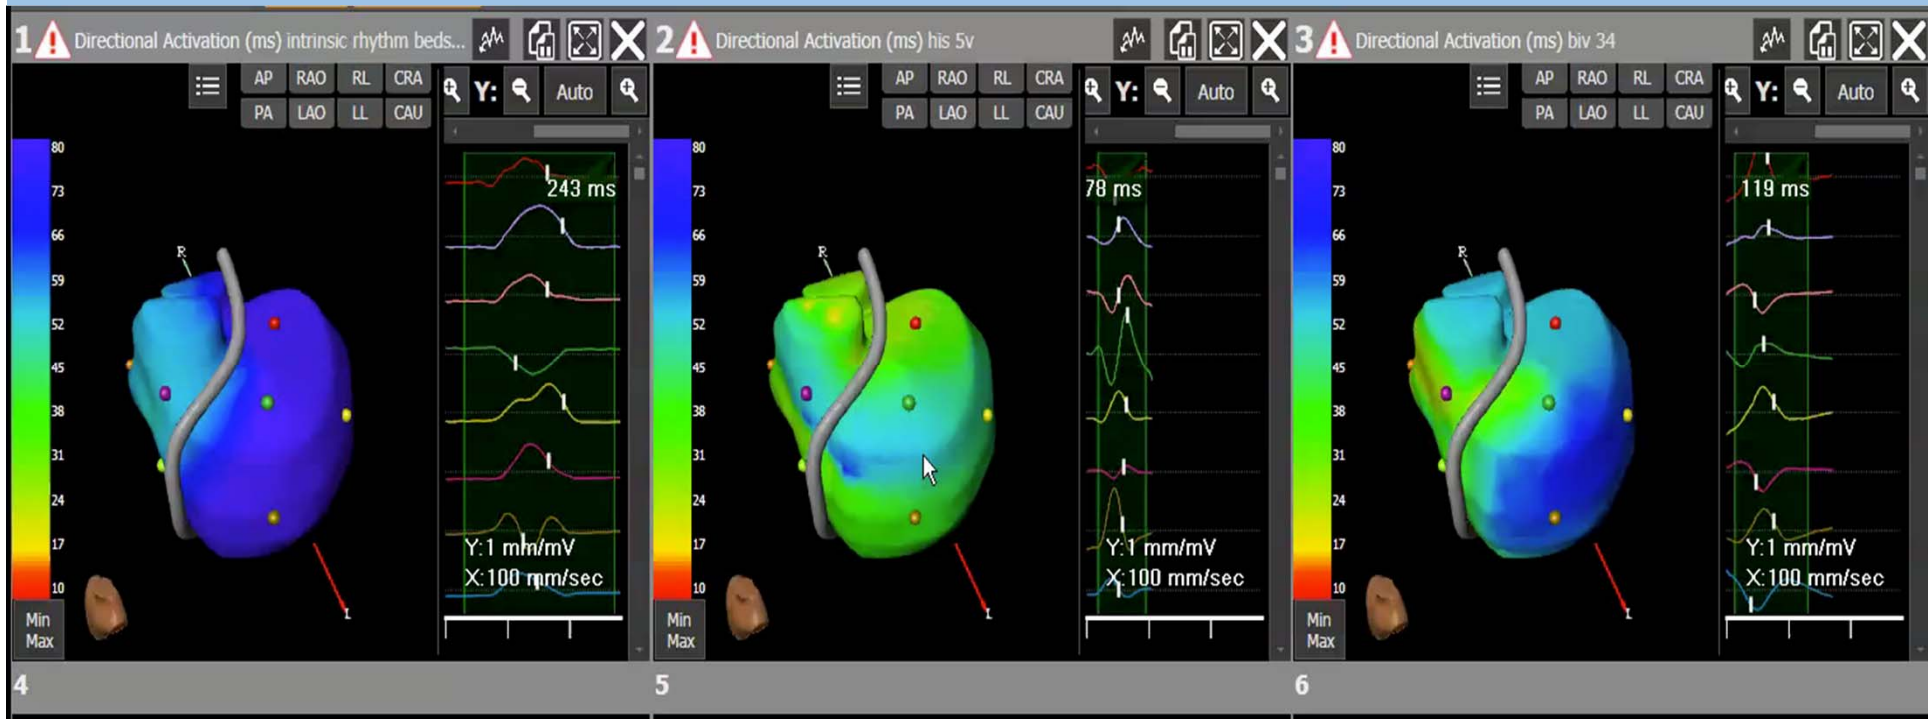 1 Directional Activation (ms) intrinsic rhythm beds...
AP RAO RL CRA
PA LAO LL CAU
Y: Auto
80
73
66
59
52
45
38
31
24
17
10
R
L
243 ms
Y:1 mm/mV
X:100 mm/sec
Min
Max
2 Directional Activation (ms) his 5v
AP RAO RL CRA
PA LAO LL CAU
Y: Auto
80
73
66
59
52
45
38
31
24
17
10
R
L
78 ms
Y:1 mm/mV
X:100 mm/sec
Min
Max
3 Directional Activation (ms) biv 34
AP RAO RL CRA
PA LAO LL CAU
Y: Auto
80
73
66
59
52
45
38
31
24
17
10
R
L
119 ms
Y:1 mm/mV
X:100 mm/sec
Min
Max
4
5
6